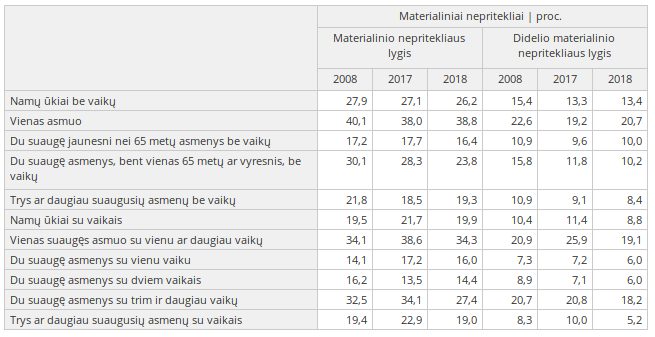 Materialiniai nepritekliai | proc.
Materialinio nepritekliaus
lygis
Didelio materialinio
nepritekliaus lygis
2008 2017 2018 2008 2017 2018
Namų ūkiai be vaikų 27,9 27,1 26,2 15,4 13,3 13,4
Vienas asmuo 40,1 38,0 38,8 22,6 19,2 20,7
Du suaugę jaunesni nei 65 metų asmenys be vaikų 17,2 17,7 16,4 10,9 9,6 10,0
Du suaugę asmenys, bent vienas 65 metų ar vyresnis, be 30,1 28,3 23,8 15,8 11,8 10,2
vaikų
Trys ar daugiau suaugusių asmenų be vaikų 21,8 18,5 19,3 10,9 9,1 8,4
Namų ūkiai su vaikais 19,5 21,7 19,9 10,4 11,4 8,8
Vienas suaugęs asmuo su vienu ar daugiau vaikų 34,1 38,6 34,3 20,9 25,9 19,1
Du suaugę asmenys su vienu vaiku 14,1 17,2 16,0 7,3 7,2 6,0
Du suaugę asmenys su dviem vaikais 16,2 13,5 14,4 8,9 7,1 6,0
Du suaugę asmenys su trim ir daugiau vaikų 32,5 34,1 27,4 20,7 20,8 18,2
Trys ar daugiau suaugusių asmenų su vaikais 19,4 22,9 19,0 8,3 10,0 5,2